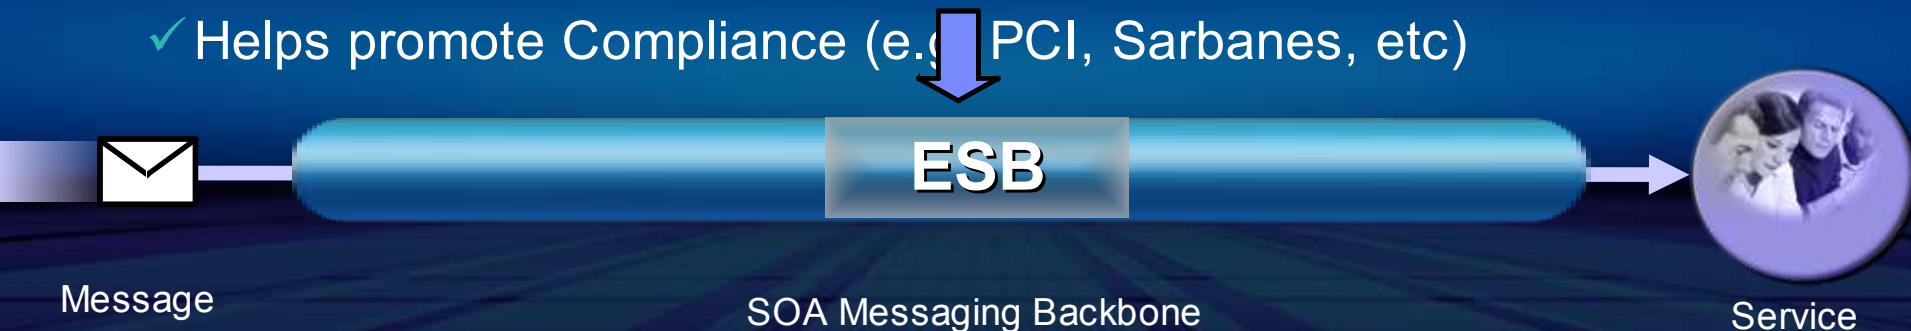 Helps promote Compliance (e.g PCI, Sarbanes, etc)
ESB
Message
SOA Messaging Backbone
Service